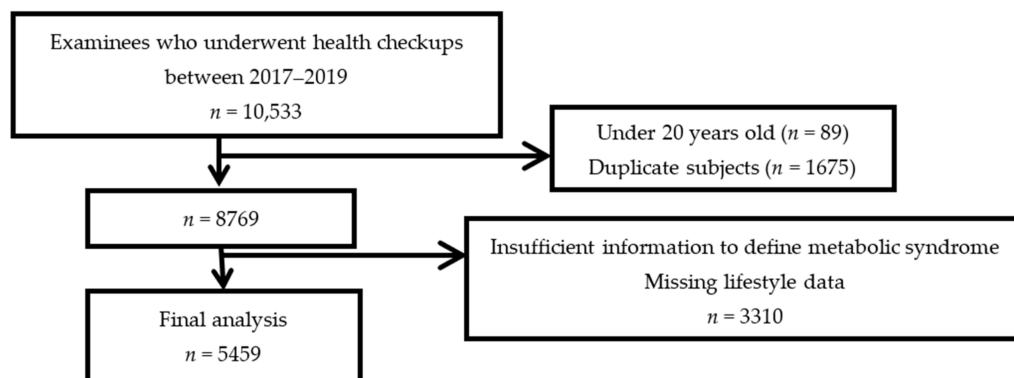 Examinees who underwent health checkups
between 2017–2019
n = 10,533
Under 20 years old (n = 89)
Duplicate subjects (n = 1675)
n = 8769
Insufficient information to define metabolic syndrome
Missing lifestyle data
n = 3310
Final analysis
n = 5459